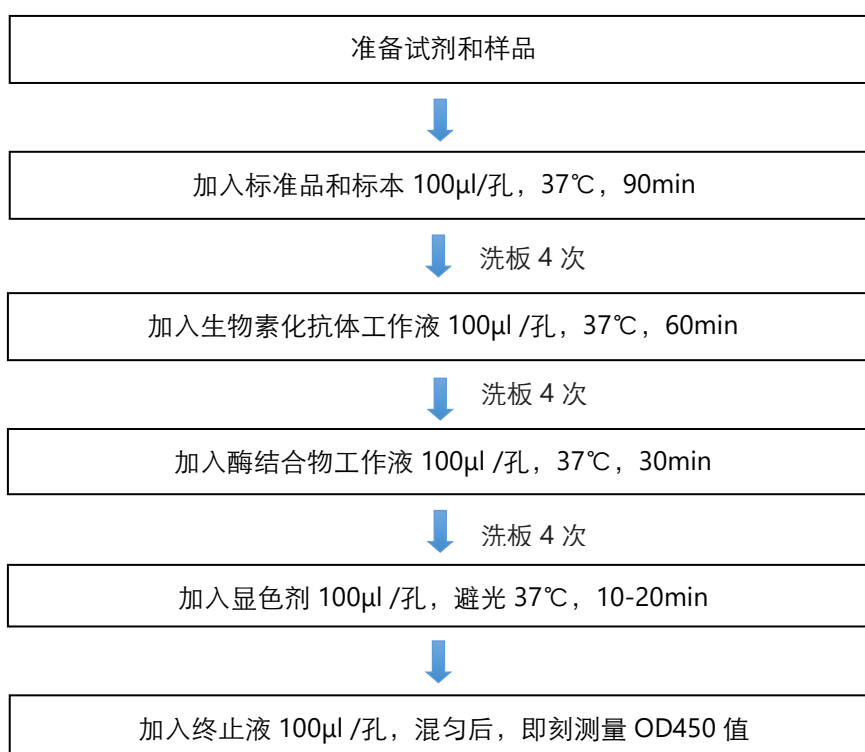 准备试剂和样品
加入标准品和标本 100μl/孔，37℃，90min
洗板 4 次
加入生物素化抗体工作液 100μl /孔，37℃，60min
洗板 4 次
加入酶结合物工作液 100μl /孔，37℃，30min
洗板 4 次
加入显色剂 100μl /孔，避光 37℃，10-20min
加入终止液 100μl /孔，混匀后，即刻测量 OD450 值